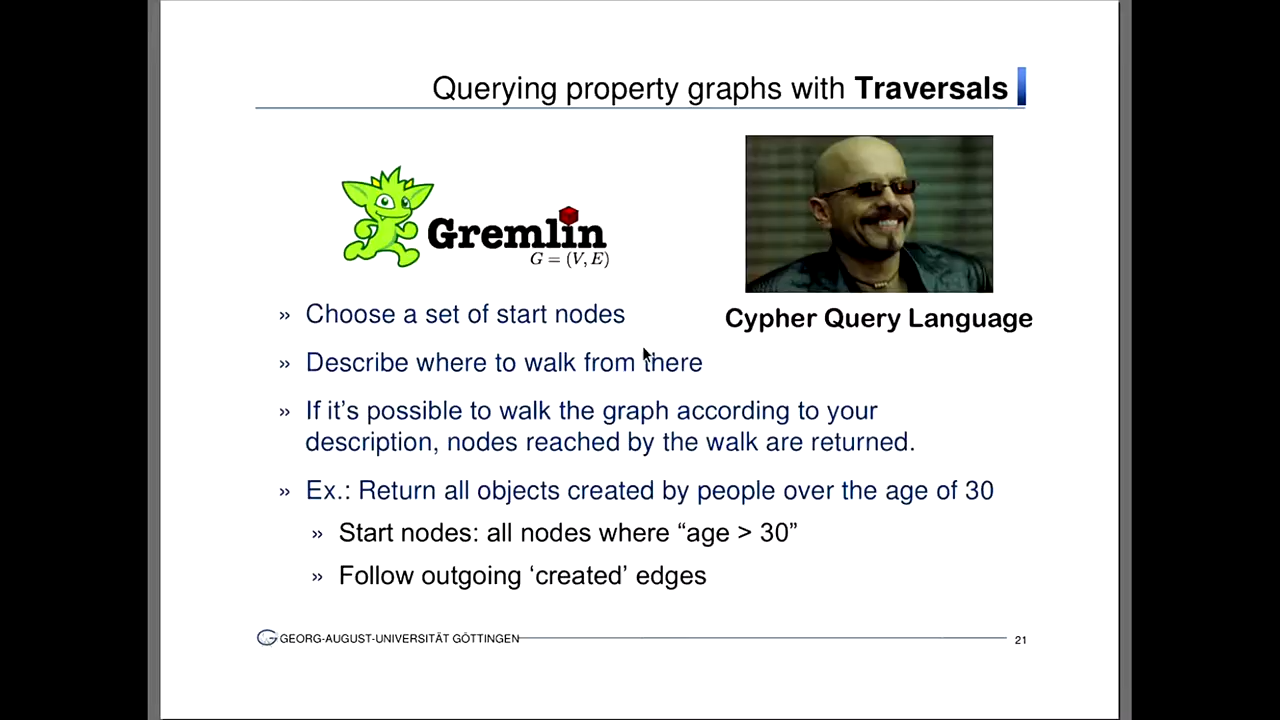 Querying property graphs with Traversals
Gremlin
G = (V, E)
Cypher Query Language
» Choose a set of start nodes
» Describe where to walk from there
» If it’s possible to walk the graph according to your
description, nodes reached by the walk are returned.
» Ex.: Return all objects created by people over the age of 30
» Start nodes: all nodes where “age > 30”
» Follow outgoing ‘created’ edges
GEORG-AUGUST-UNIVERSITÄT GÖTTINGEN
21